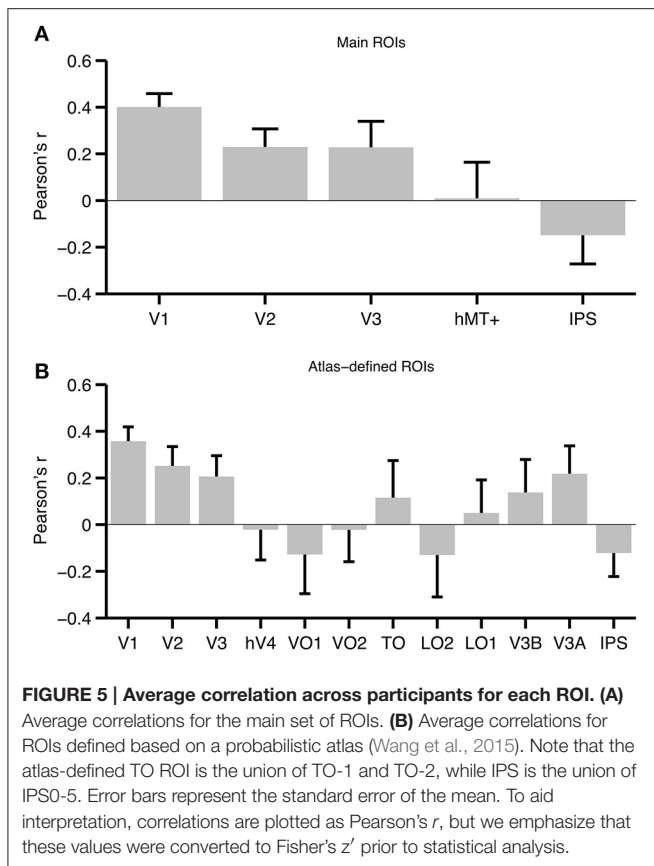 A
Main ROIs
Pearson's r
0.6
0.4
0.2
0
−0.2
−0.4
V1 V2 V3 hMT+ IPS
B
Atlas−defined ROIs
Pearson's r
0.6
0.4
0.2
0
−0.2
−0.4
V1 V2 V3 hV4 VO1 VO2 TO LO2 LO1 V3B V3A IPS
FIGURE 5 | Average correlation across participants for each ROI. (A)
Average correlations for the main set of ROIs. (B) Average correlations for
ROIs defined based on a probabilistic atlas (Wang et al., 2015). Note that the
atlas-defined TO ROI is the union of TO-1 and TO-2, while IPS is the union of
IPS0-5. Error bars represent the standard error of the mean. To aid
interpretation, correlations are plotted as Pearson's r, but we emphasize that
these values were converted to Fisher's z′ prior to statistical analysis.